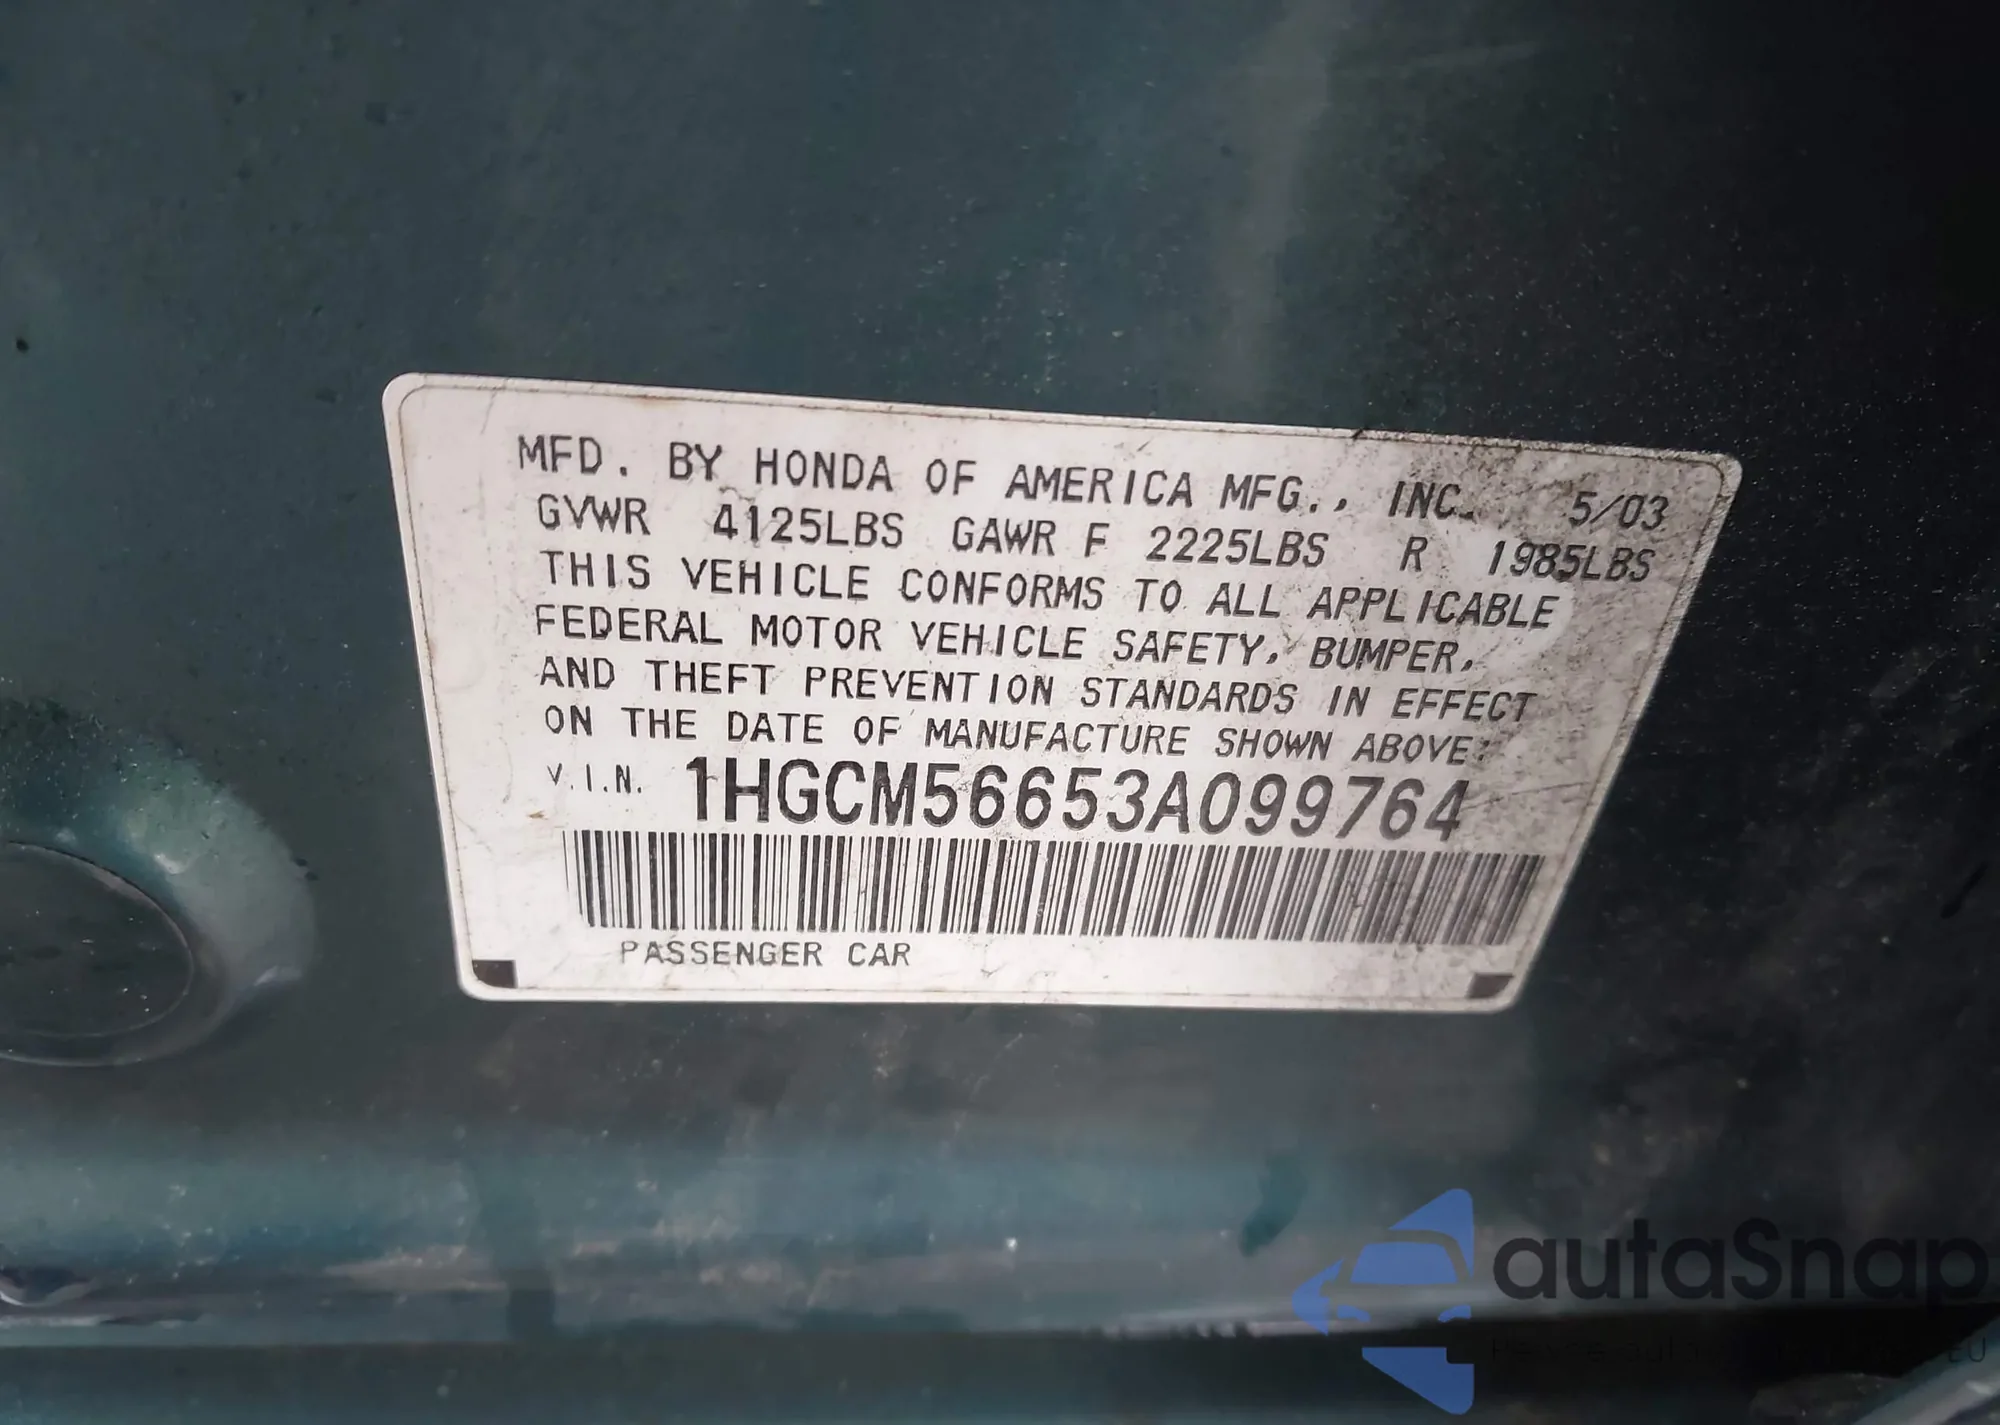 MFD. BY HONDA OF AMERICA MFG., INC. 5/03
GVWR 4125LBS GAWR F 2225LBS R 1985LBS
THIS VEHICLE CONFORMS TO ALL APPLICABLE
FEDERAL MOTOR VEHICLE SAFETY, BUMPER,
AND THEFT PREVENTION STANDARDS IN EFFECT
ON THE DATE OF MANUFACTURE SHOWN ABOVE:
V.I.N. 1HGCM56653A099764
PASSENGER CAR
autaSnap
EU